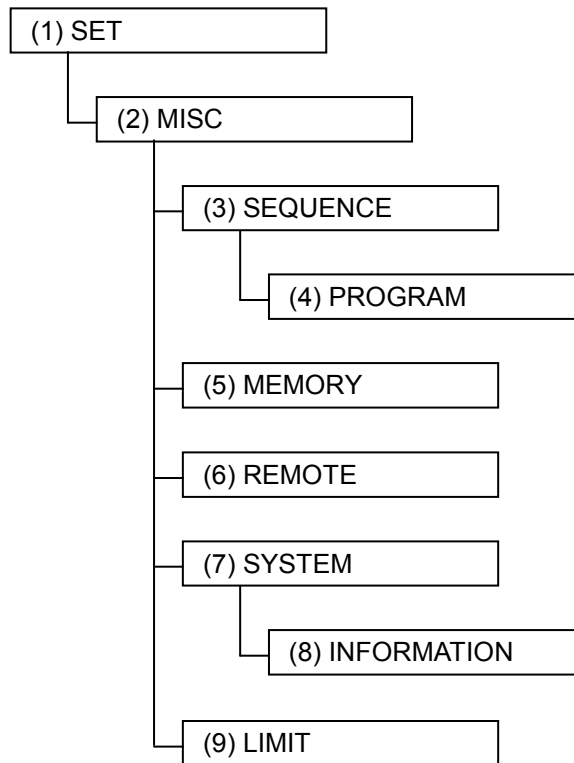 (1) SET
(2) MISC
(3) SEQUENCE
(4) PROGRAM
(5) MEMORY
(6) REMOTE
(7) SYSTEM
(8) INFORMATION
(9) LIMIT